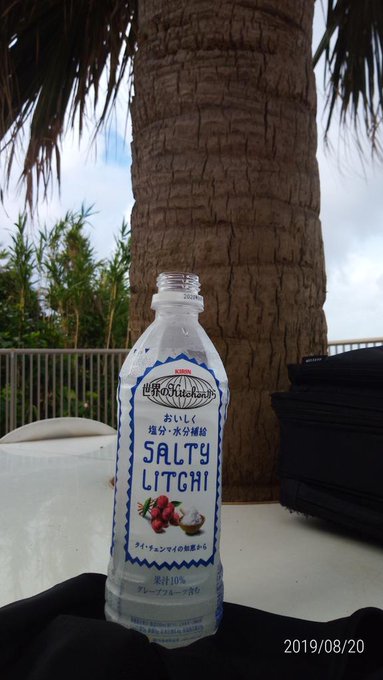 2020
KIRIN
世界のKitchenから
おいしく
塩分・水分補給
SALTY
LITCHI
タイ・チェンマイの知恵から
果汁10%
グレープフルーツ含む
2019/08/20